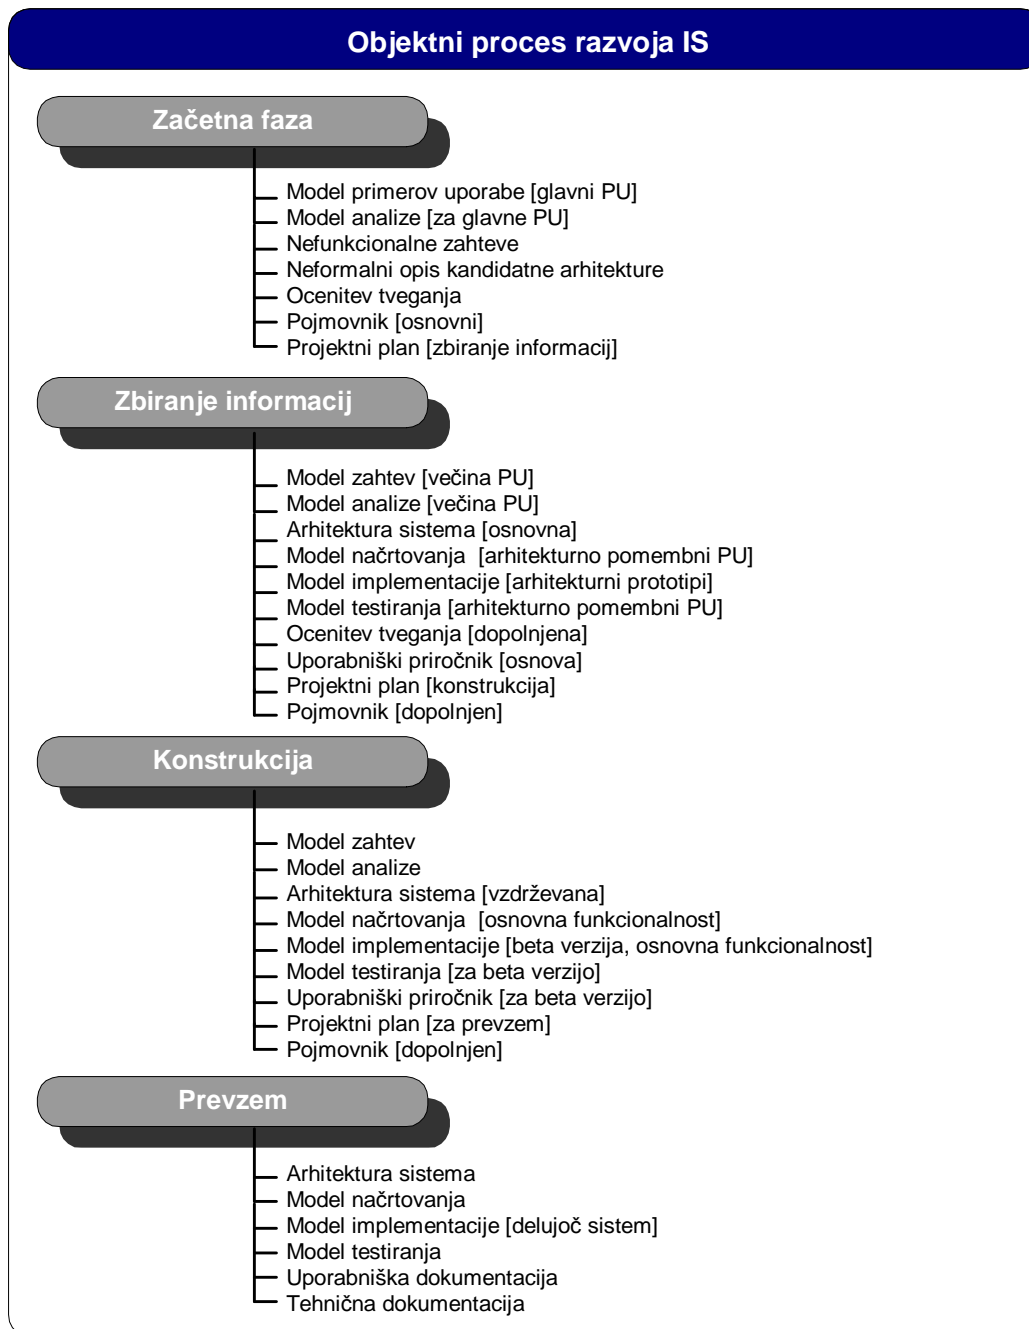 Objektni proces razvoja IS
Začetna faza
Model primerov uporabe [glavni PU]
Model analize [za glavne PU]
Nefunkcionalne zahteve
Neformalni opis kandidatne arhitekture
Ocenitev tveganja
Pojmovnik [osnovni]
Projektni plan [zbiranje informacij]
Zbiranje informacij
Model zahtev [večina PU]
Model analize [večina PU]
Arhitektura sistema [osnovna]
Model načrtovanja  [arhitekturno pomembni PU]
Model implementacije [arhitekturni prototipi]
Model testiranja [arhitekturno pomembni PU]
Ocenitev tveganja [dopolnjena]
Uporabniški priročnik [osnova]
Projektni plan [konstrukcija]
Pojmovnik [dopolnjen]
Konstrukcija
Model zahtev
Model analize
Arhitektura sistema [vzdrževana]
Model načrtovanja  [osnovna funkcionalnost]
Model implementacije [beta verzija, osnovna funkcionalnost]
Model testiranja [za beta verzijo]
Uporabniški priročnik [za beta verzijo]
Projektni plan [za prevzem]
Pojmovnik [dopolnjen]
Prevzem
Arhitektura sistema
Model načrtovanja
Model implementacije [delujoč sistem]
Model testiranja
Uporabniška dokumentacija
Tehnična dokumentacija